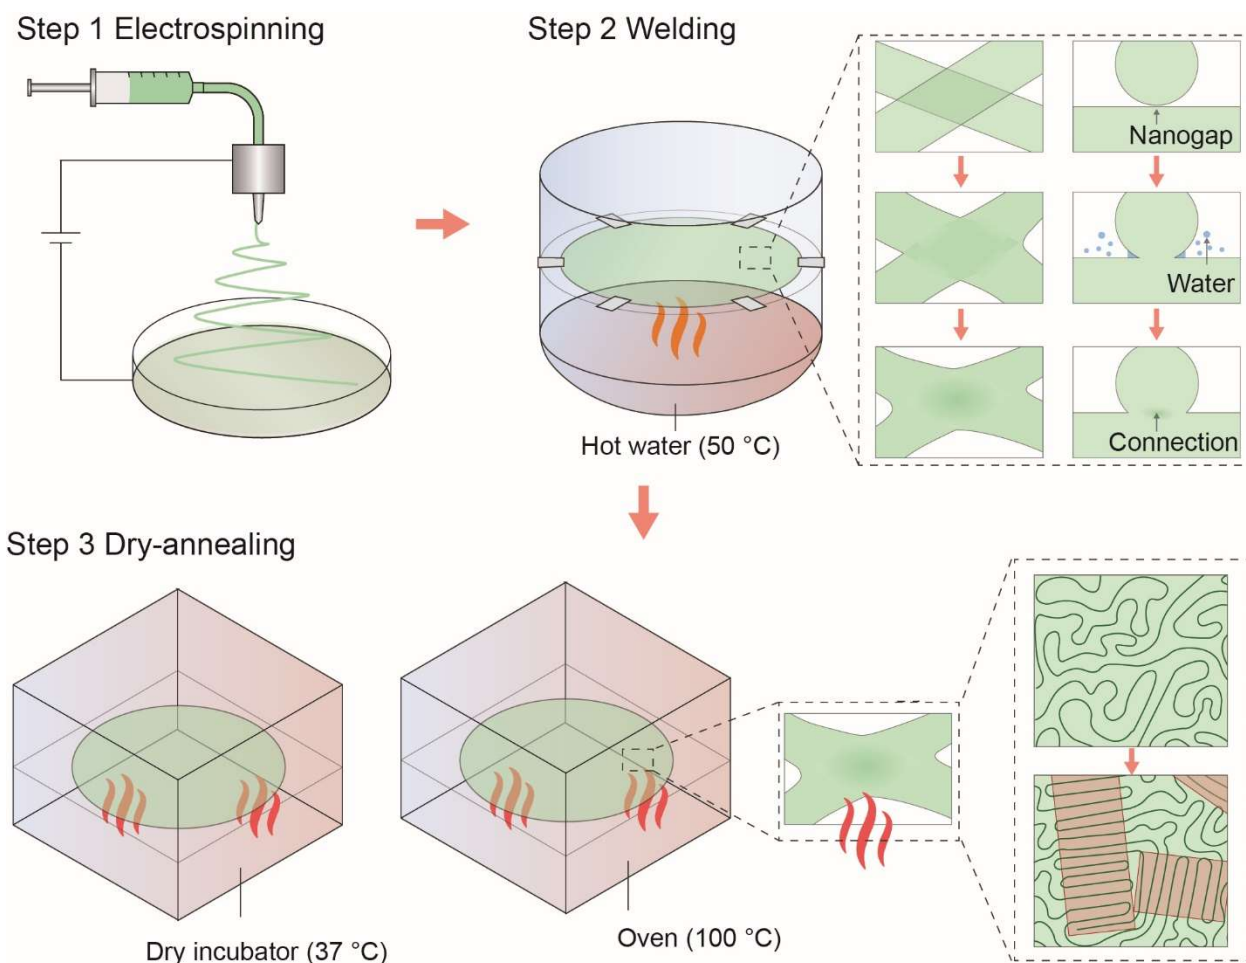 Step 1 Electrospinning
Step 2 Welding
Nanogap
Water
Connection
Hot water (50 °C)
Step 3 Dry-annealing
Dry incubator (37 °C)
Oven (100 °C)